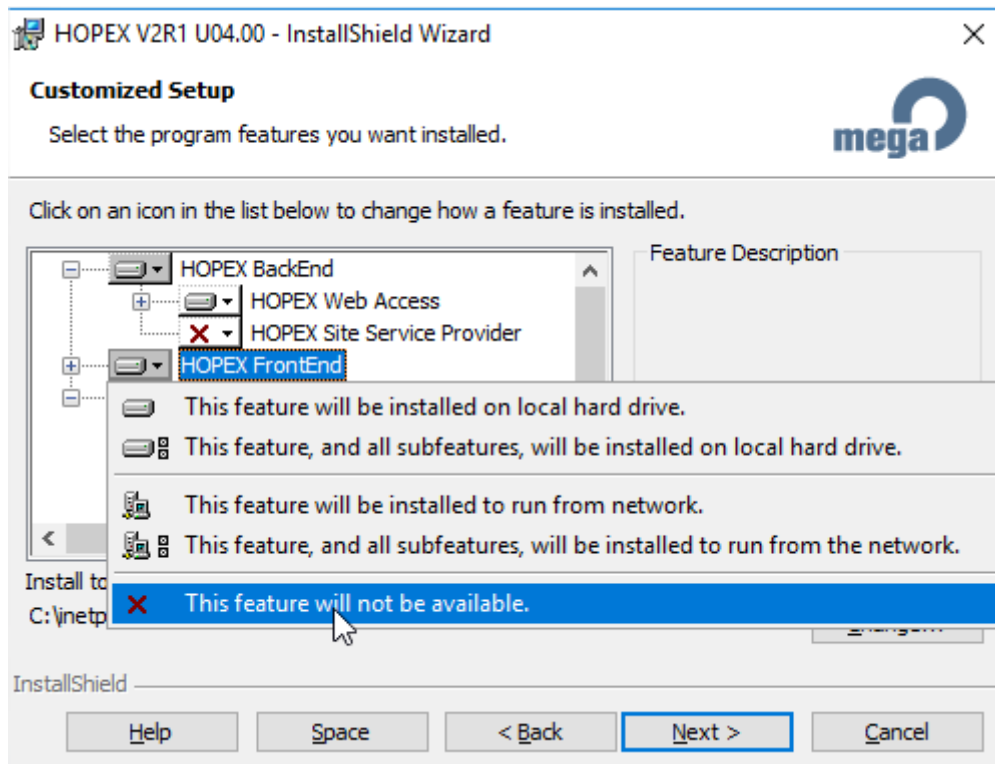 HOPEX V2R1 U04.00 - InstallShield Wizard
Customized Setup
Select the program features you want installed.
mega
Click on an icon in the list below to change how a feature is installed.
Feature Description
HOPEX BackEnd
HOPEX Web Access
HOPEX Site Service Provider
HOPEX FrontEnd
This feature will be installed on local hard drive.
This feature, and all subfeatures, will be installed on local hard drive.
This feature will be installed to run from network.
This feature, and all subfeatures, will be installed to run from the network.
This feature will not be available.
Install to
C:\inetp
InstallShield
Help
Space
< Back
Next >
Cancel